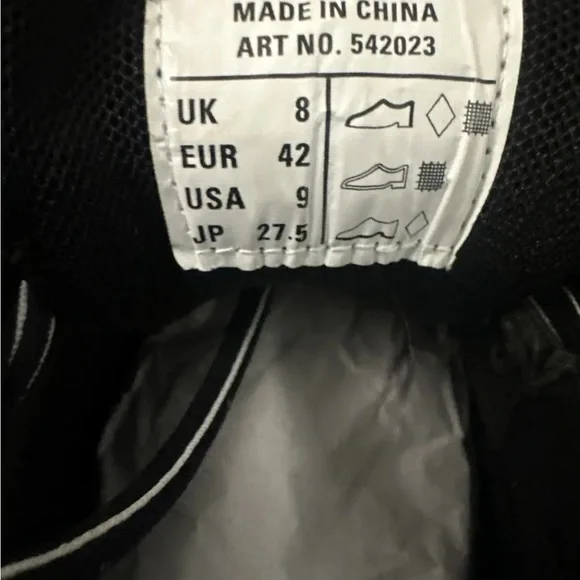 MADE IN CHINA
ART NO. 542023
UK 8
EUR 42
USA 9
JP 27.5